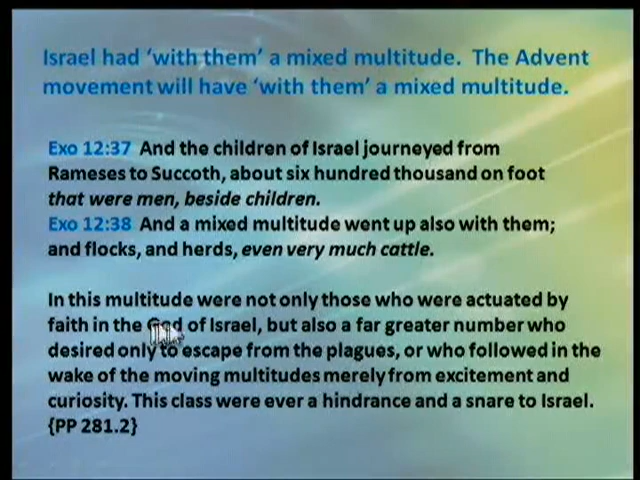 Israel had ‘with them’ a mixed multitude.  The Advent
movement will have ‘with them’ a mixed multitude.
Exo 12:37  And the children of Israel journeyed from
Rameses to Succoth, about six hundred thousand on foot
that were men, beside children.
Exo 12:38  And a mixed multitude went up also with them;
and flocks, and herds, even very much cattle.
In this multitude were not only those who were actuated by
faith in the God of Israel, but also a far greater number who
desired only to escape from the plagues, or who followed in the
wake of the moving multitudes merely from excitement and
curiosity. This class were ever a hindrance and a snare to Israel.
{PP 281.2}